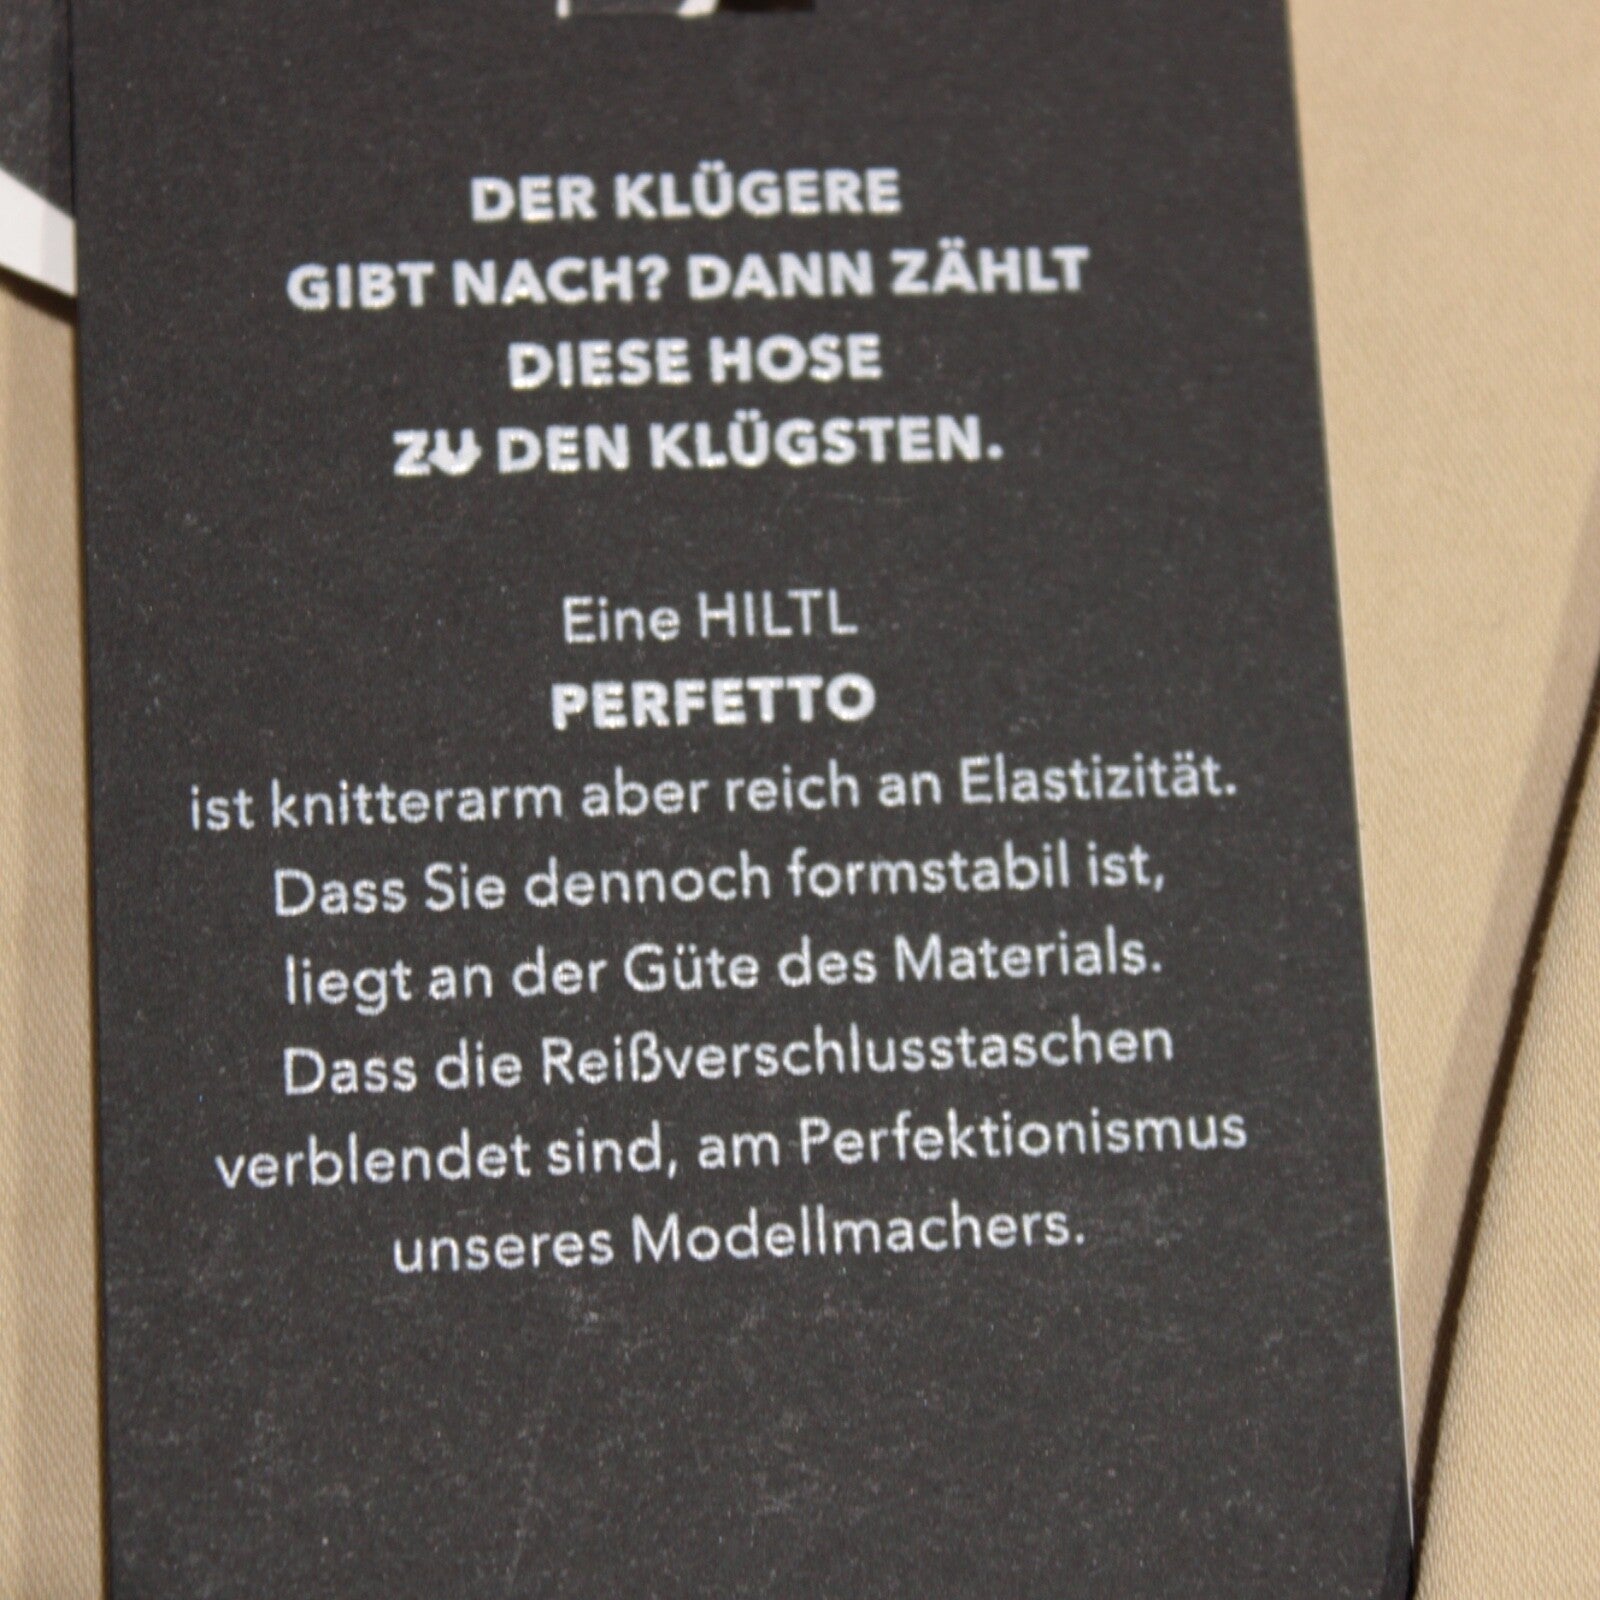 DER KLÜGERE
GIBT NACH? DANN ZÄHLT
DIESE HOSE
ZU DEN KLÜGSTEN.
Eine HILTL
PERFETTO
ist knitterarm aber reich an Elastizität.
Dass Sie dennoch formstabil ist,
liegt an der Güte des Materials.
Dass die Reißverschlusstaschen
verblendet sind, am Perfektionismus
unseres Modellmachers.